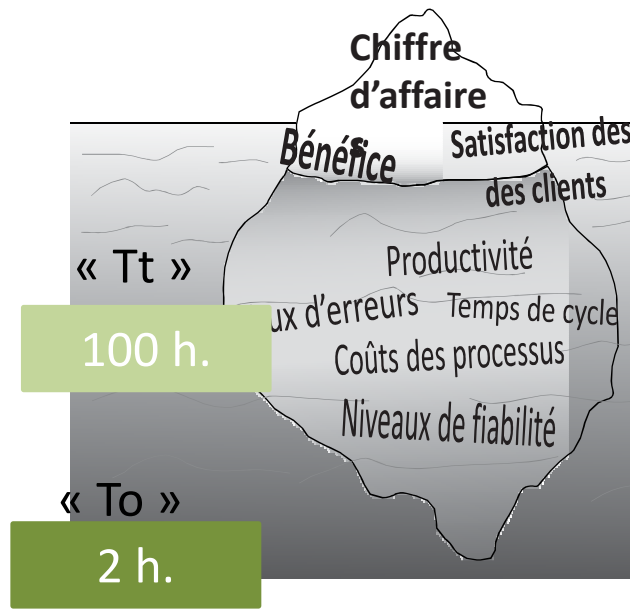 Chiffre
d’affaire
s
Bénéfice
Satisfaction des
des clients
« Tt »
Productivité
ux d’erreurs
Temps de cycle
100 h.
Coûts des processus
Niveaux de fiabilité
« To »
2 h.